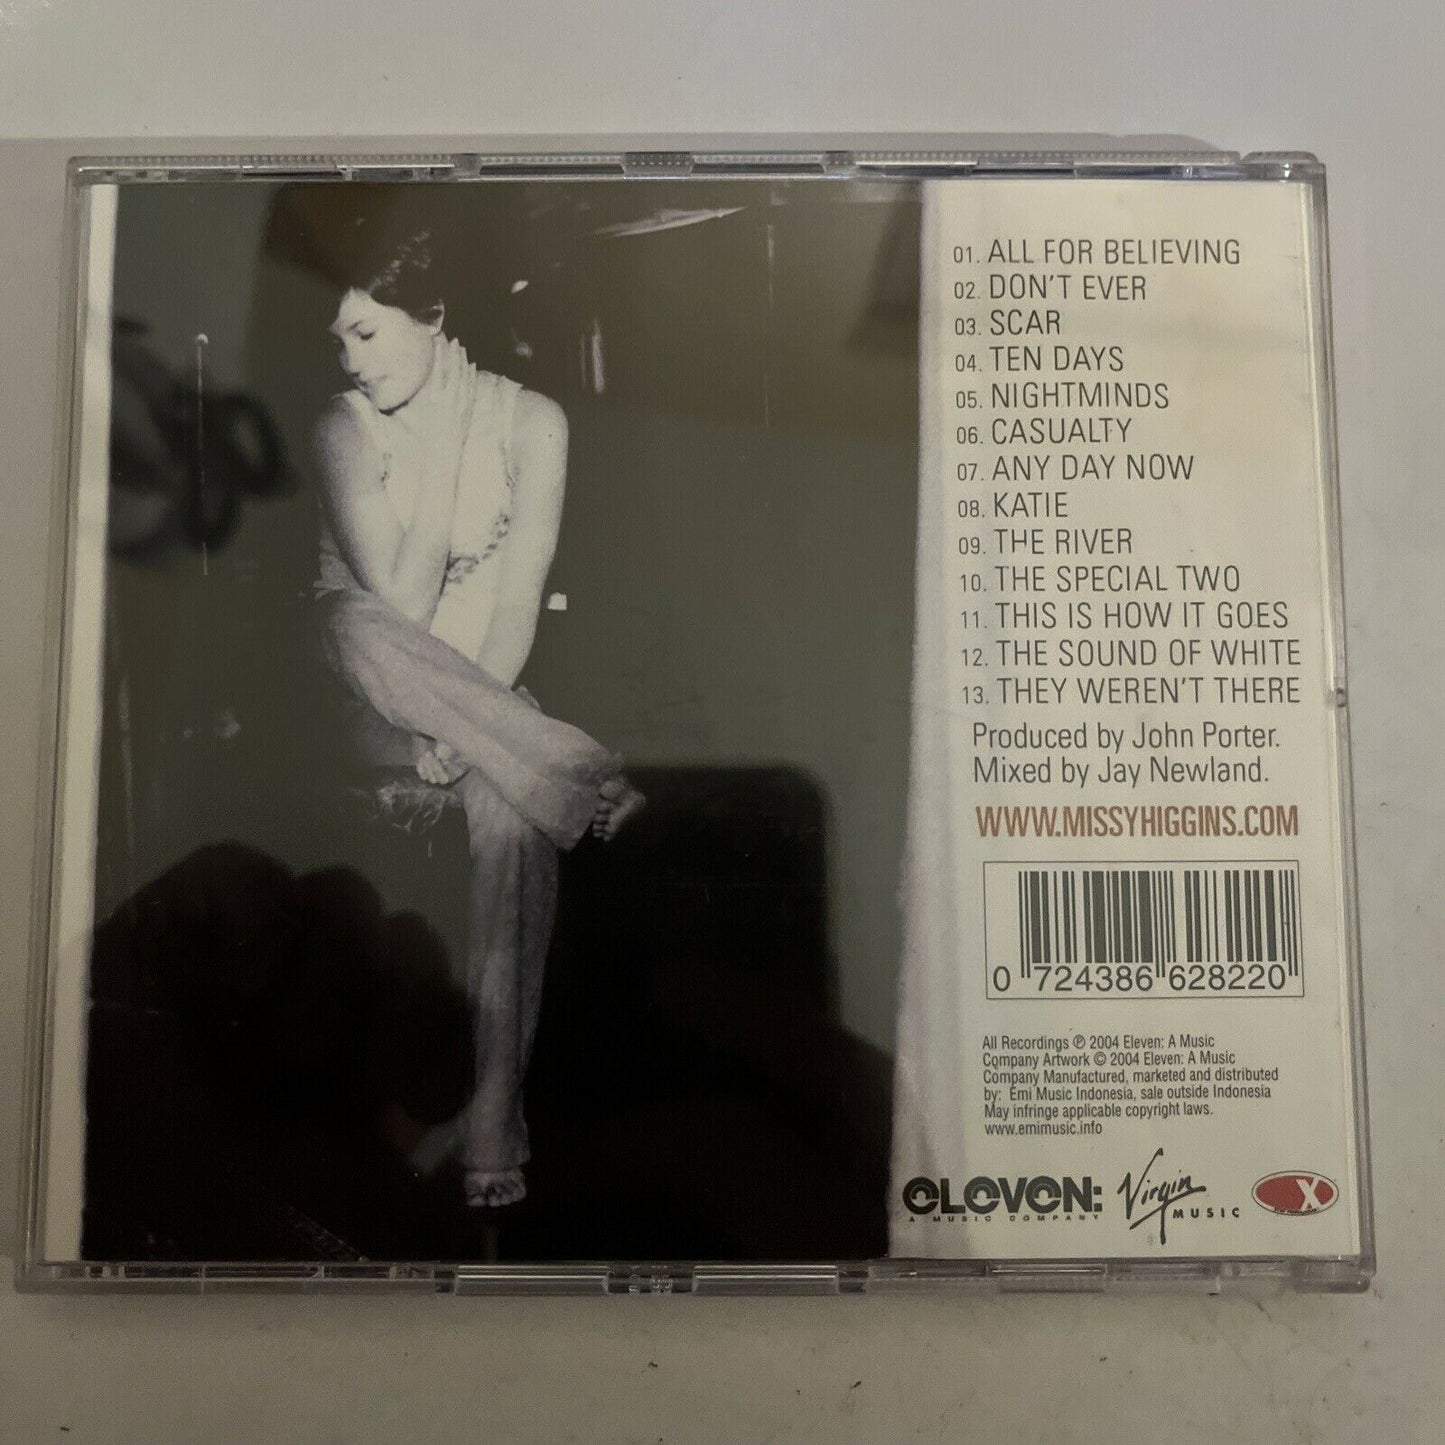 01. ALL FOR BELIEVING
02. DON'T EVER
03. SCAR
04. TEN DAYS
05. NIGHTMINDS
06. CASUALTY
07. ANY DAY NOW
08. KATIE
09. THE RIVER
10. THE SPECIAL TWO
11. THIS IS HOW IT GOES
12. THE SOUND OF WHITE
13. THEY WEREN'T THERE
Produced by John Porter.
Mixed by Jay Newland.
WWW.MISSYHIGGINS.COM
0 724386 628220
All Recordings ℗ 2004 Eleven: A Music
Company Artwork © 2004 Eleven: A Music
Company Manufactured, marketed and distributed
by: Emi Music Indonesia, sale outside Indonesia
May infringe applicable copyright laws.
www.emimusic.info
ELEVEN:
A MUSIC COMPANY
Virgin
MUSIC
X